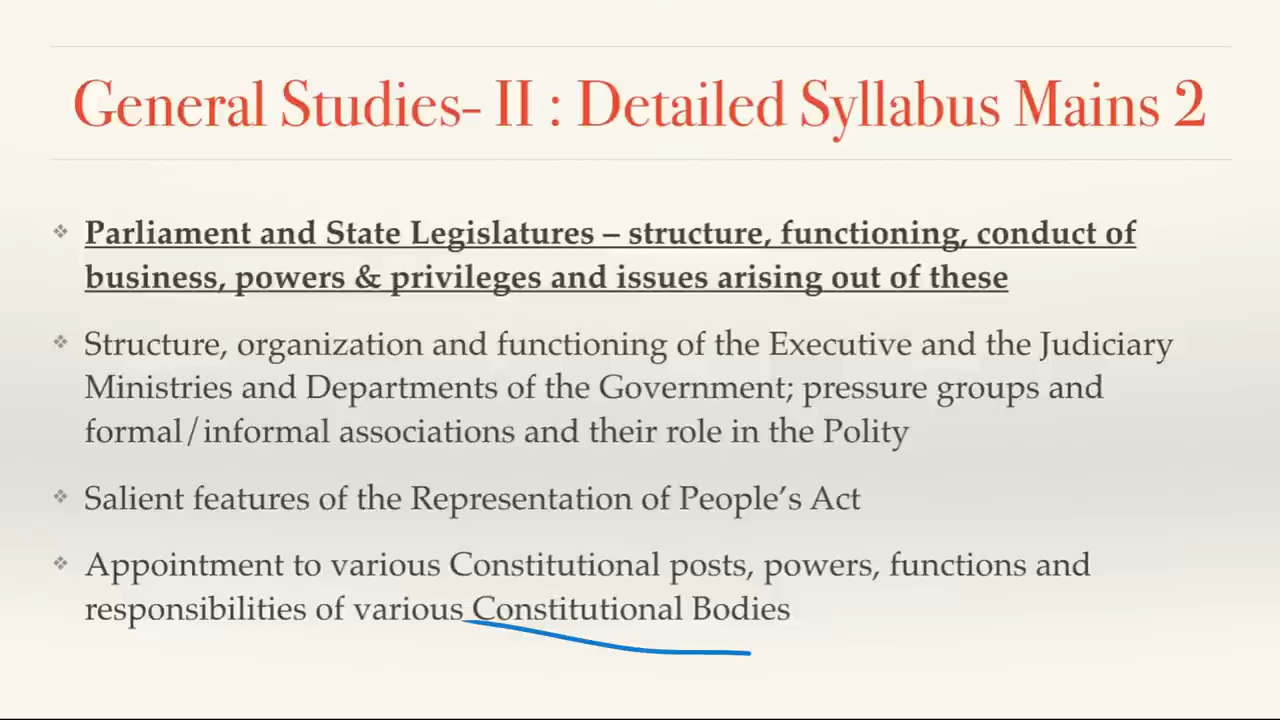 General Studies- II : Detailed Syllabus Mains 2
Parliament and State Legislatures – structure, functioning, conduct of
business, powers & privileges and issues arising out of these
Structure, organization and functioning of the Executive and the Judiciary
Ministries and Departments of the Government; pressure groups and
formal/informal associations and their role in the Polity
Salient features of the Representation of People’s Act
Appointment to various Constitutional posts, powers, functions and
responsibilities of various Constitutional Bodies